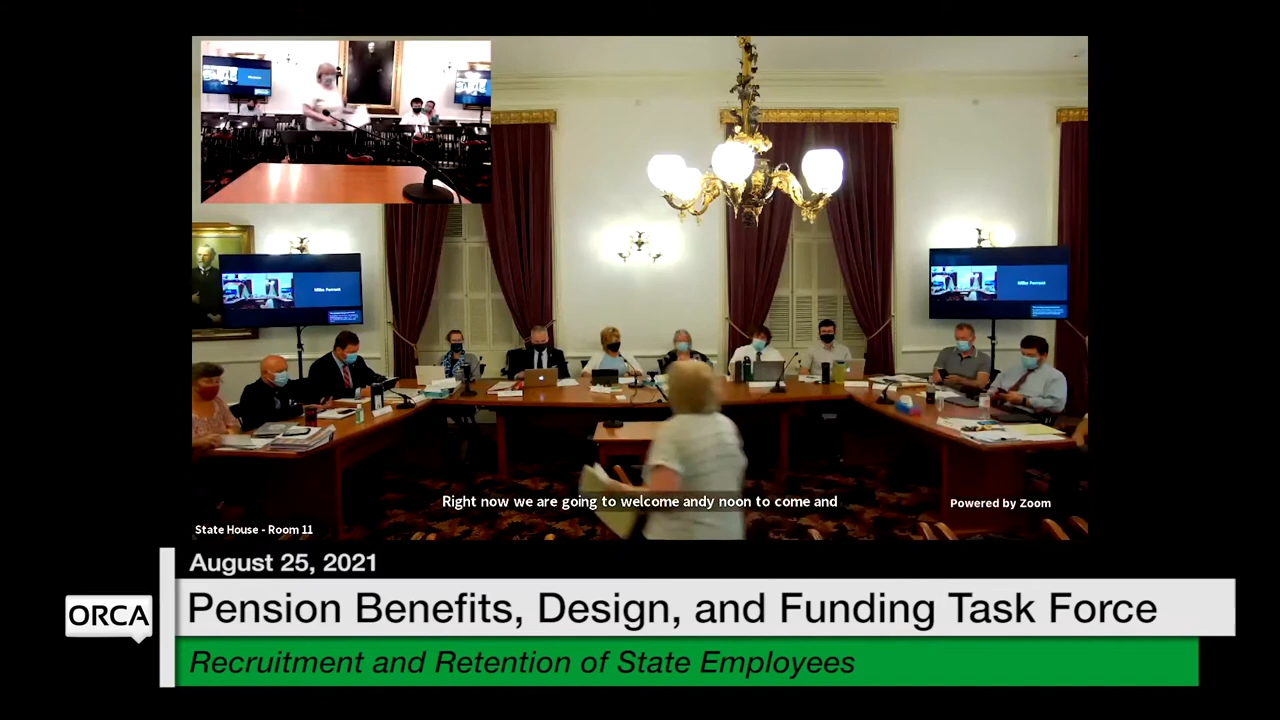 Mike Ferrant
Mike Ferrant
Right now we are going to welcome andy noon to come and
Powered by Zoom
State House - Room 11
August 25, 2021
ORCA
Pension Benefits, Design, and Funding Task Force
Recruitment and Retention of State Employees